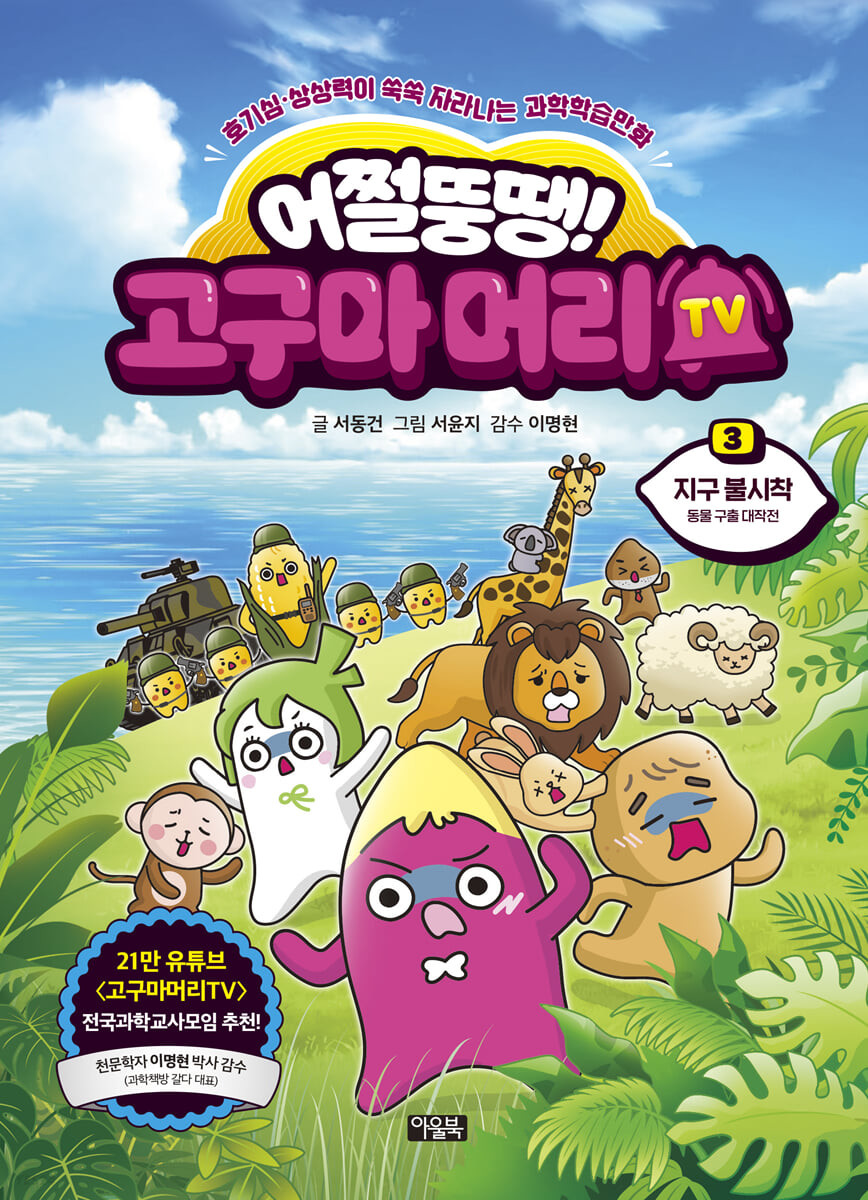 호기심·상상력이 쑥쑥 자라나는 과학학습만화
어쩔뚱땡!
고구마 머리 TV
글 서동건 그림 서윤지 감수 이명현
3
지구 불시착
동물 구출 대작전
21만 유튜브
〈고구마머리TV〉
전국과학교사모임 추천!
천문학자 이명현 박사 감수
(과학책방 갈다 대표)
아울북